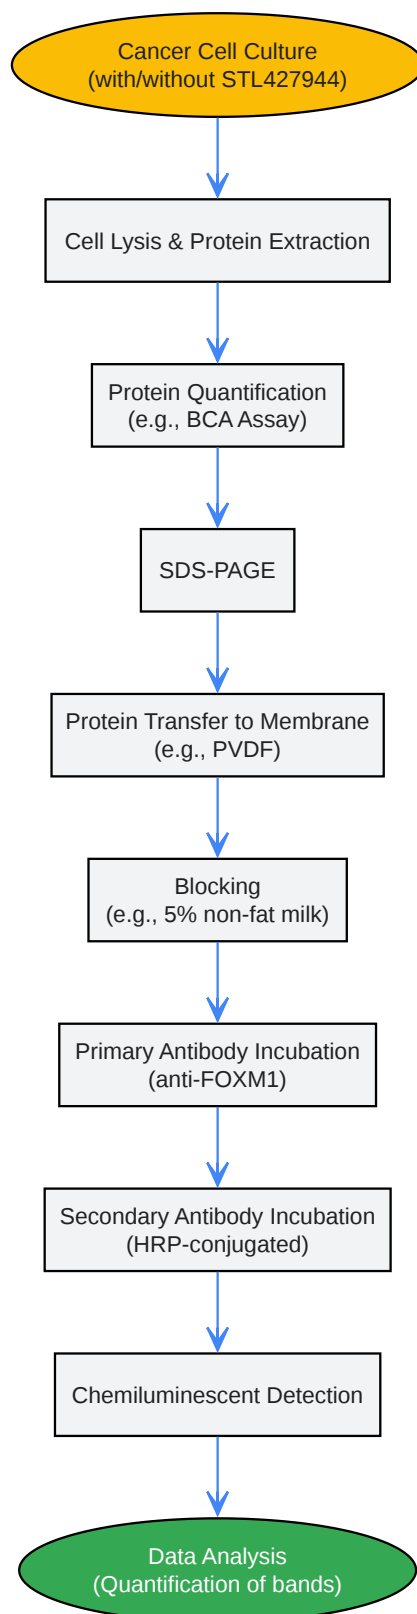 Cancer Cell Culture
(with/without STL427944)
Cell Lysis & Protein Extraction
Protein Quantification
(e.g., BCA Assay)
SDS-PAGE
Protein Transfer to Membrane
(e.g., PVDF)
Blocking
(e.g., 5% non-fat milk)
Primary Antibody Incubation
(anti-FOXM1)
Secondary Antibody Incubation
(HRP-conjugated)
Chemiluminescent Detection
Data Analysis
(Quantification of bands)